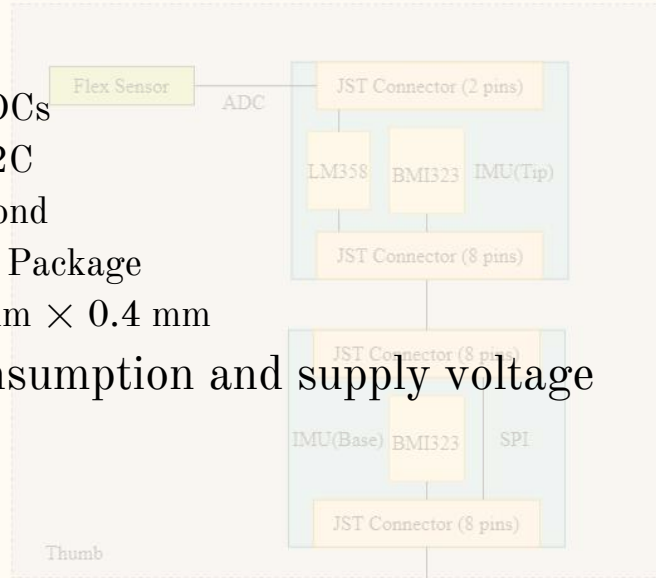 Flex Sensor
JST Connector (2 pins)
ADC
DCs
2C
LM358
BMI323
IMU(Tip)
ond
Package
JST Connector (8 pins)
m × 0.4 mm
JST Connector (8 pins)
nsumption and supply voltage
IMU(Base)
BMI323
SPI
JST Connector (8 pins)
Thumb